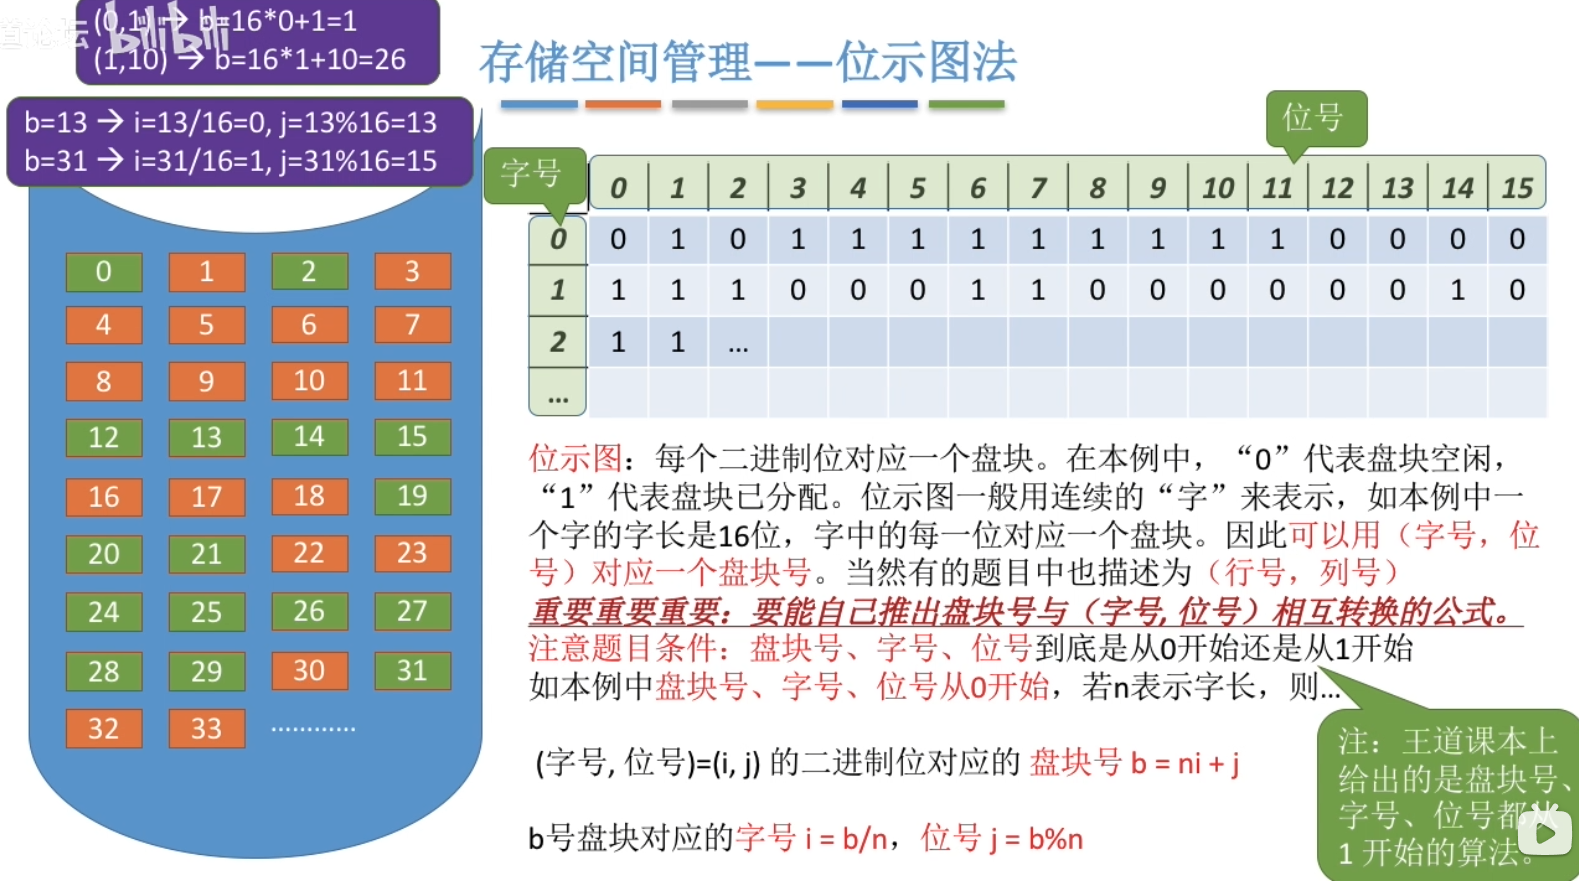 (0,1) → b=16*0+1=1
bilibili
(1,10) → b=16*1+10=26
存储空间管理——位示图法
b=13 → i=13/16=0, j=13%16=13
b=31 → i=31/16=1, j=31%16=15
位号
字号
0 1 2 3 4 5 6 7 8 9 10 11 12 13 14 15
0 0 1 0 1 1 1 1 1 1 1 1 1 0 0 0 0
1 1 1 1 0 0 0 1 1 0 0 0 0 0 0 1 0
2 1 1 ...
...
0 1 2 3
4 5 6 7
8 9 10 11
12 13 14 15
16 17 18 19
20 21 22 23
24 25 26 27
28 29 30 31
32 33 …………
位示图：每个二进制位对应一个盘块。在本例中，“0”代表盘块空闲，
“1”代表盘块已分配。位示图一般用连续的“字”来表示，如本例中一
个字的字长是16位，字中的每一位对应一个盘块。因此可以用（字号，位
号）对应一个盘块号。当然有的题目中也描述为（行号，列号）
重要重要重要：要能自己推出盘块号与（字号, 位号）相互转换的公式。
注意题目条件：盘块号、字号、位号到底是从0开始还是从1开始
如本例中盘块号、字号、位号从0开始，若n表示字长，则...
(字号, 位号)=(i, j) 的二进制位对应的 盘块号 b = ni + j
b号盘块对应的字号 i = b/n，位号 j = b%n
注：王道课本上
给出的是盘块号、
字号、位号都从
1 开始的算法。